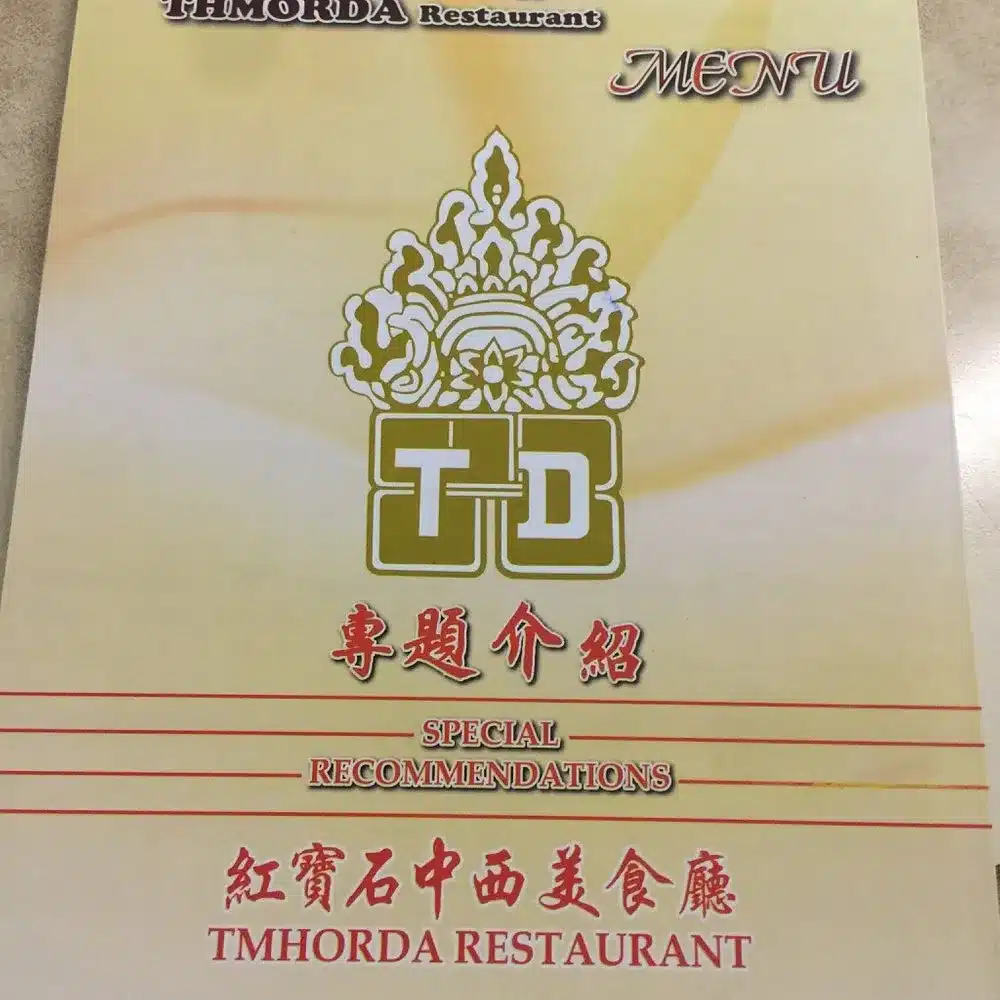 THMORDA Restaurant
MENU
T D
專題介紹
SPECIAL
RECOMMENDATIONS
紅寶石中西美食廳
TMHORDA RESTAURANT